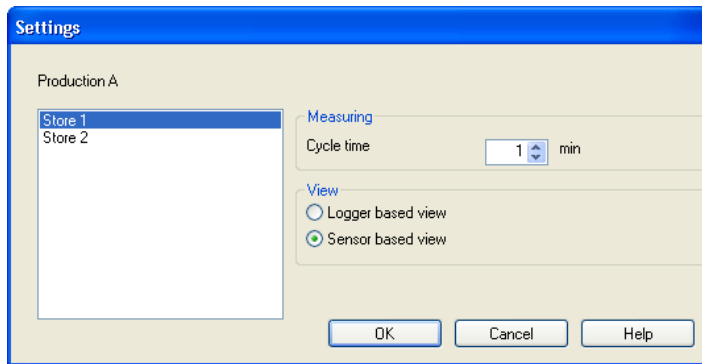 Settings
Production A
Store 1
Store 2
Measuring
Cycle time 1 min
View
Logger based view
Sensor based view
OK Cancel Help